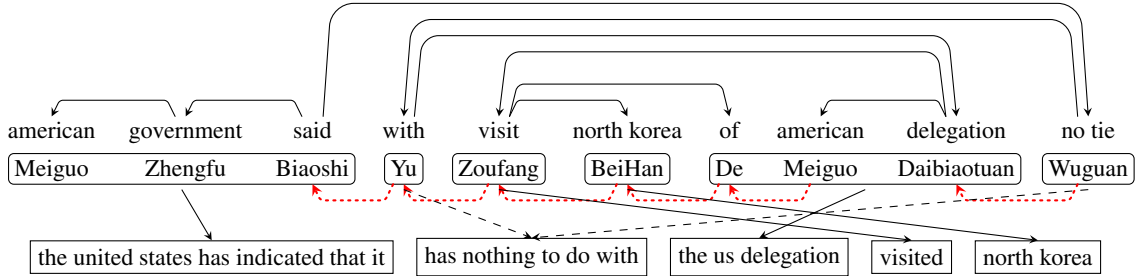 american government said with visit north korea of american delegation no tie
Meiguo Zhengfu Biaoshi Yu Zoufang BeiHan De Meiguo Daibiaotuan Wuguan
the united states has indicated that it has nothing to do with the us delegation visited north korea